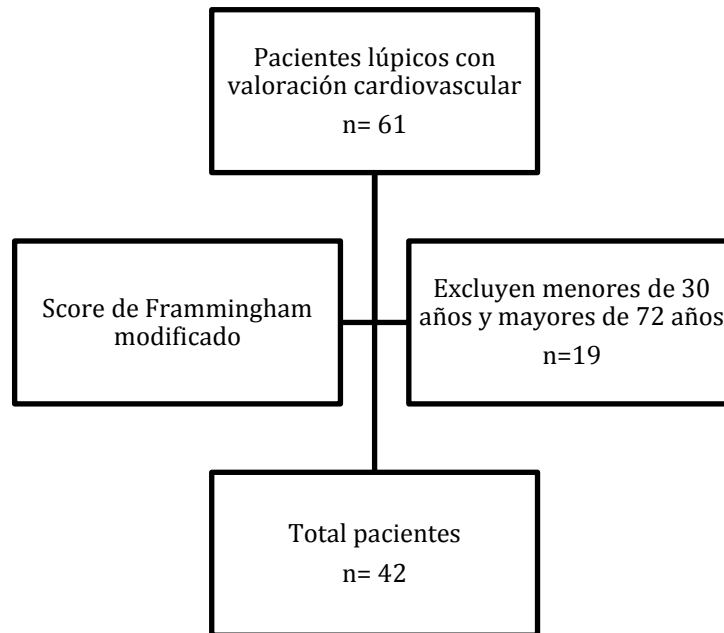 Pacientes lúpicos con
valoración cardiovascular
n= 61
Score de Frammingham
modificado
Excluyen menores de 30
años y mayores de 72 años
n=19
Total pacientes
n= 42